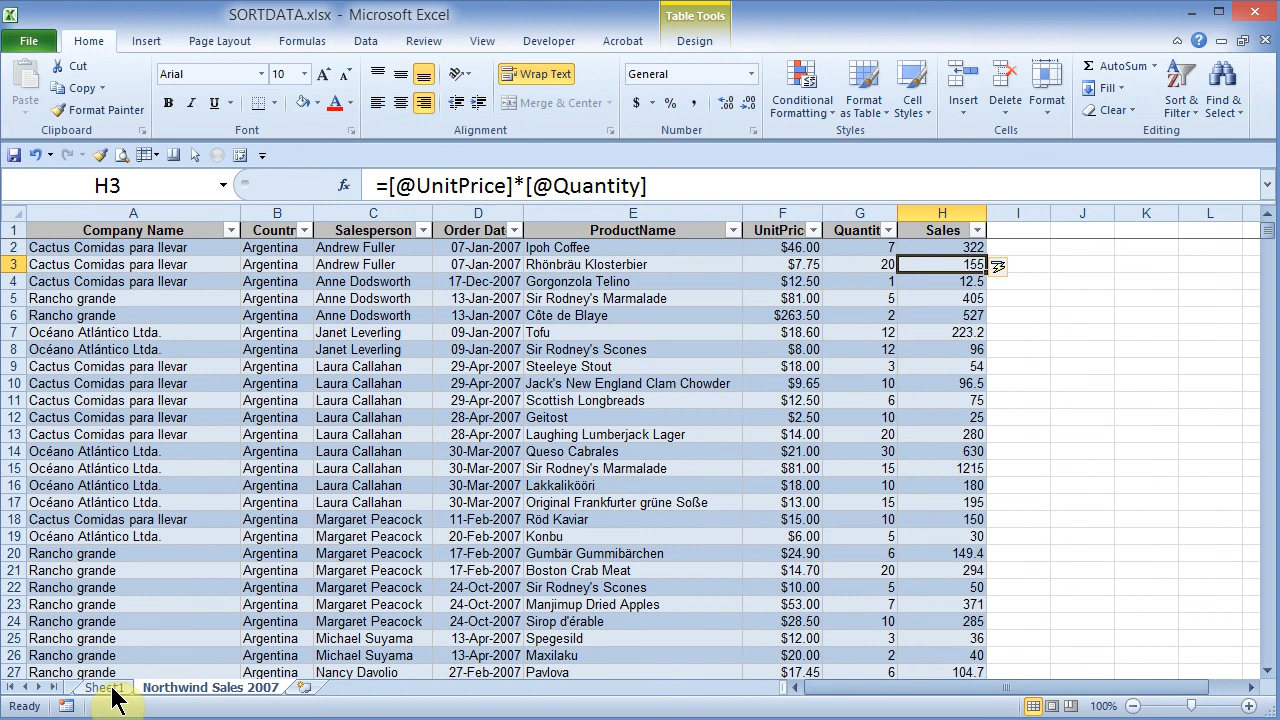 SORTDATA.xlsx - Microsoft Excel
Table Tools
File Home Insert Page Layout Formulas Data Review View Developer Acrobat Design
Paste Cut Copy Format Painter Clipboard
Arial 10 Font
Wrap Text Merge & Center Alignment
General $ % , Number
Conditional Formatting Format as Table Cell Styles Styles
Insert Delete Format Cells
AutoSum Fill Clear Sort & Filter Find & Select Editing
H3 fx =[@UnitPrice]*[@Quantity]
A B C D E F G H I J K L
1 Company Name Countr Salesperson Order Dat ProductName UnitPric Quantit Sales
2 Cactus Comidas para llevar Argentina Andrew Fuller 07-Jan-2007 Ipoh Coffee $46.00 7 322
3 Cactus Comidas para llevar Argentina Andrew Fuller 07-Jan-2007 Rhönbräu Klosterbier $7.75 20 155
4 Cactus Comidas para llevar Argentina Anne Dodsworth 17-Dec-2007 Gorgonzola Telino $12.50 1 12.5
5 Rancho grande Argentina Anne Dodsworth 13-Jan-2007 Sir Rodney's Marmalade $81.00 5 405
6 Rancho grande Argentina Anne Dodsworth 13-Jan-2007 Côte de Blaye $263.50 2 527
7 Océano Atlántico Ltda. Argentina Janet Leverling 09-Jan-2007 Tofu $18.60 12 223.2
8 Océano Atlántico Ltda. Argentina Janet Leverling 09-Jan-2007 Sir Rodney's Scones $8.00 12 96
9 Cactus Comidas para llevar Argentina Laura Callahan 29-Apr-2007 Steeleye Stout $18.00 3 54
10 Cactus Comidas para llevar Argentina Laura Callahan 29-Apr-2007 Jack's New England Clam Chowder $9.65 10 96.5
11 Cactus Comidas para llevar Argentina Laura Callahan 29-Apr-2007 Scottish Longbreads $12.50 6 75
12 Cactus Comidas para llevar Argentina Laura Callahan 28-Apr-2007 Geitost $2.50 10 25
13 Cactus Comidas para llevar Argentina Laura Callahan 28-Apr-2007 Laughing Lumberjack Lager $14.00 20 280
14 Océano Atlántico Ltda. Argentina Laura Callahan 30-Mar-2007 Queso Cabrales $21.00 30 630
15 Océano Atlántico Ltda. Argentina Laura Callahan 30-Mar-2007 Sir Rodney's Marmalade $81.00 15 1215
16 Océano Atlántico Ltda. Argentina Laura Callahan 30-Mar-2007 Lakkalikööri $18.00 10 180
17 Océano Atlántico Ltda. Argentina Laura Callahan 30-Mar-2007 Original Frankfurter grüne Soße $13.00 15 195
18 Cactus Comidas para llevar Argentina Margaret Peacock 11-Feb-2007 Röd Kaviar $15.00 10 150
19 Océano Atlántico Ltda. Argentina Margaret Peacock 20-Feb-2007 Konbu $6.00 5 30
20 Rancho grande Argentina Margaret Peacock 17-Feb-2007 Gumbär Gummibärchen $24.90 6 149.4
21 Rancho grande Argentina Margaret Peacock 17-Feb-2007 Boston Crab Meat $14.70 20 294
22 Rancho grande Argentina Margaret Peacock 24-Oct-2007 Sir Rodney's Scones $10.00 5 50
23 Rancho grande Argentina Margaret Peacock 24-Oct-2007 Manjimup Dried Apples $53.00 7 371
24 Rancho grande Argentina Margaret Peacock 24-Oct-2007 Sirop d'érable $28.50 10 285
25 Rancho grande Argentina Michael Suyama 13-Apr-2007 Spegesild $12.00 3 36
26 Rancho grande Argentina Michael Suyama 13-Apr-2007 Maxilaku $20.00 2 40
27 Rancho grande Argentina Nancy Davolio 27-Feb-2007 Pavlova $17.45 6 104.7
Sheet1 Northwind Sales 2007
Ready 100%